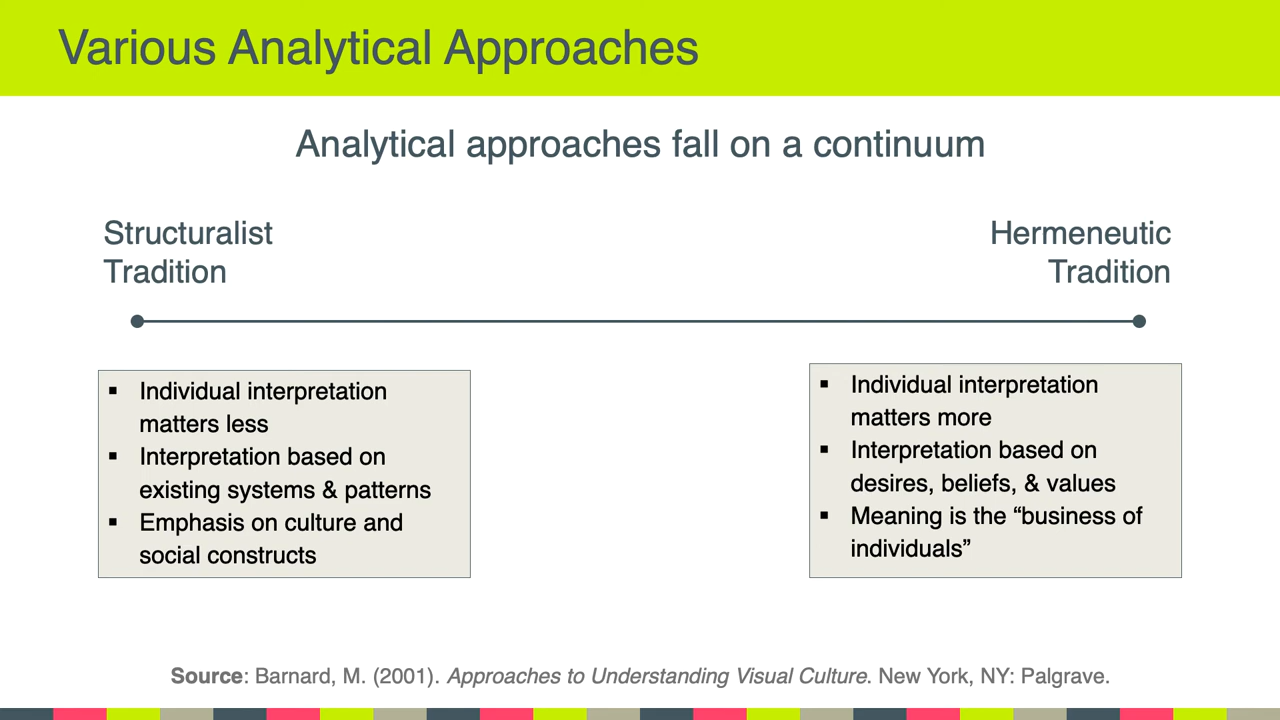 Various Analytical Approaches
Analytical approaches fall on a continuum
Structuralist
Tradition
Hermeneutic
Tradition
▪ Individual interpretation
matters less
▪ Interpretation based on
existing systems & patterns
▪ Emphasis on culture and
social constructs
▪ Individual interpretation
matters more
▪ Interpretation based on
desires, beliefs, & values
▪ Meaning is the “business of
individuals”
Source: Barnard, M. (2001). Approaches to Understanding Visual Culture. New York, NY: Palgrave.